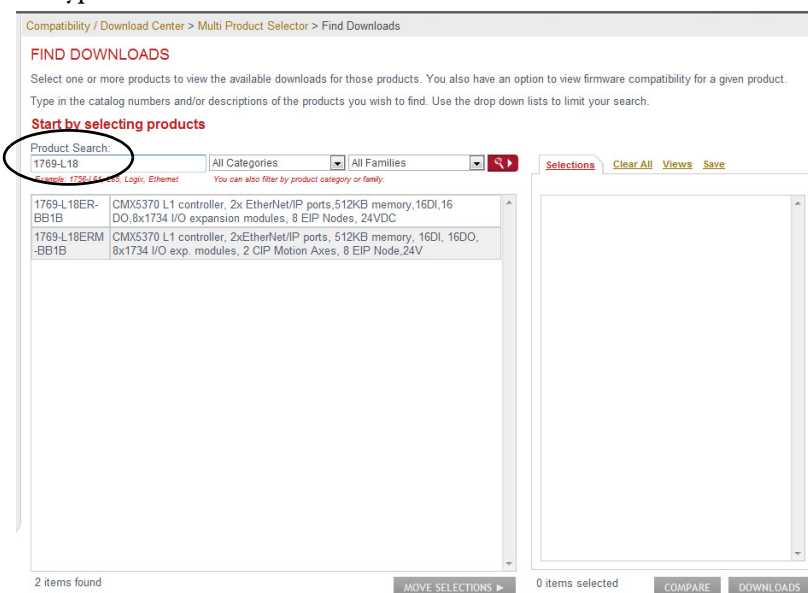 Compatibility / Download Center > Multi Product Selector > Find Downloads
FIND DOWNLOADS
Select one or more products to view the available downloads for those products. You also have an option to view firmware compatibility for a given product.
Type in the catalog numbers and/or descriptions of the products you wish to find. Use the drop down lists to limit your search.
Start by selecting products
Product Search:
1769-L18 All Categories All Families
Example: 1756-L61, L63, Logix, Ethernet You can also filter by product category or family.
Selections Clear All Views Save
1769-L18ER- CMX5370 L1 controller, 2x EtherNet/IP ports,512KB memory,16DI,16
BB1B DO,8x1734 I/O expansion modules, 8 EIP Nodes, 24VDC
1769-L18ERM CMX5370 L1 controller, 2xEtherNet/IP ports, 512KB memory, 16DI, 16DO,
-BB1B 8x1734 I/O exp. modules, 2 CIP Motion Axes, 8 EIP Node,24V
2 items found MOVE SELECTIONS 0 items selected COMPARE DOWNLOADS